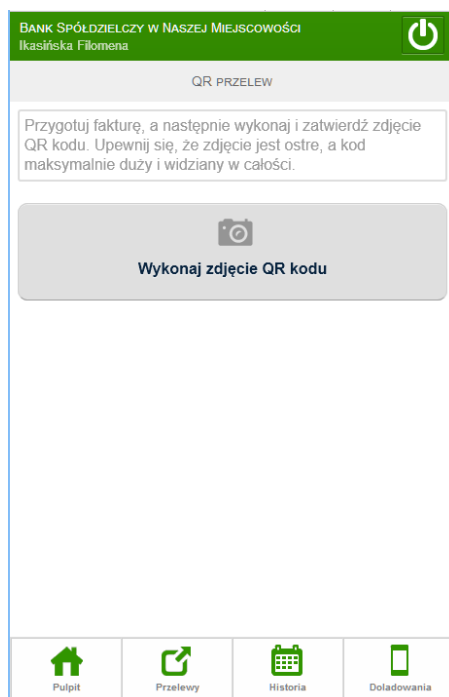 Bank Spółdzielczy w Naszej Miejscowości
Ikasińska Filomena
QR przelew
Przygotuj fakturę, a następnie wykonaj i zatwierdź zdjęcie
QR kodu. Upewnij się, że zdjęcie jest ostre, a kod
maksymalnie duży i widziany w całości.
Wykonaj zdjęcie QR kodu
Pulpit Przelewy Historia Doladowania